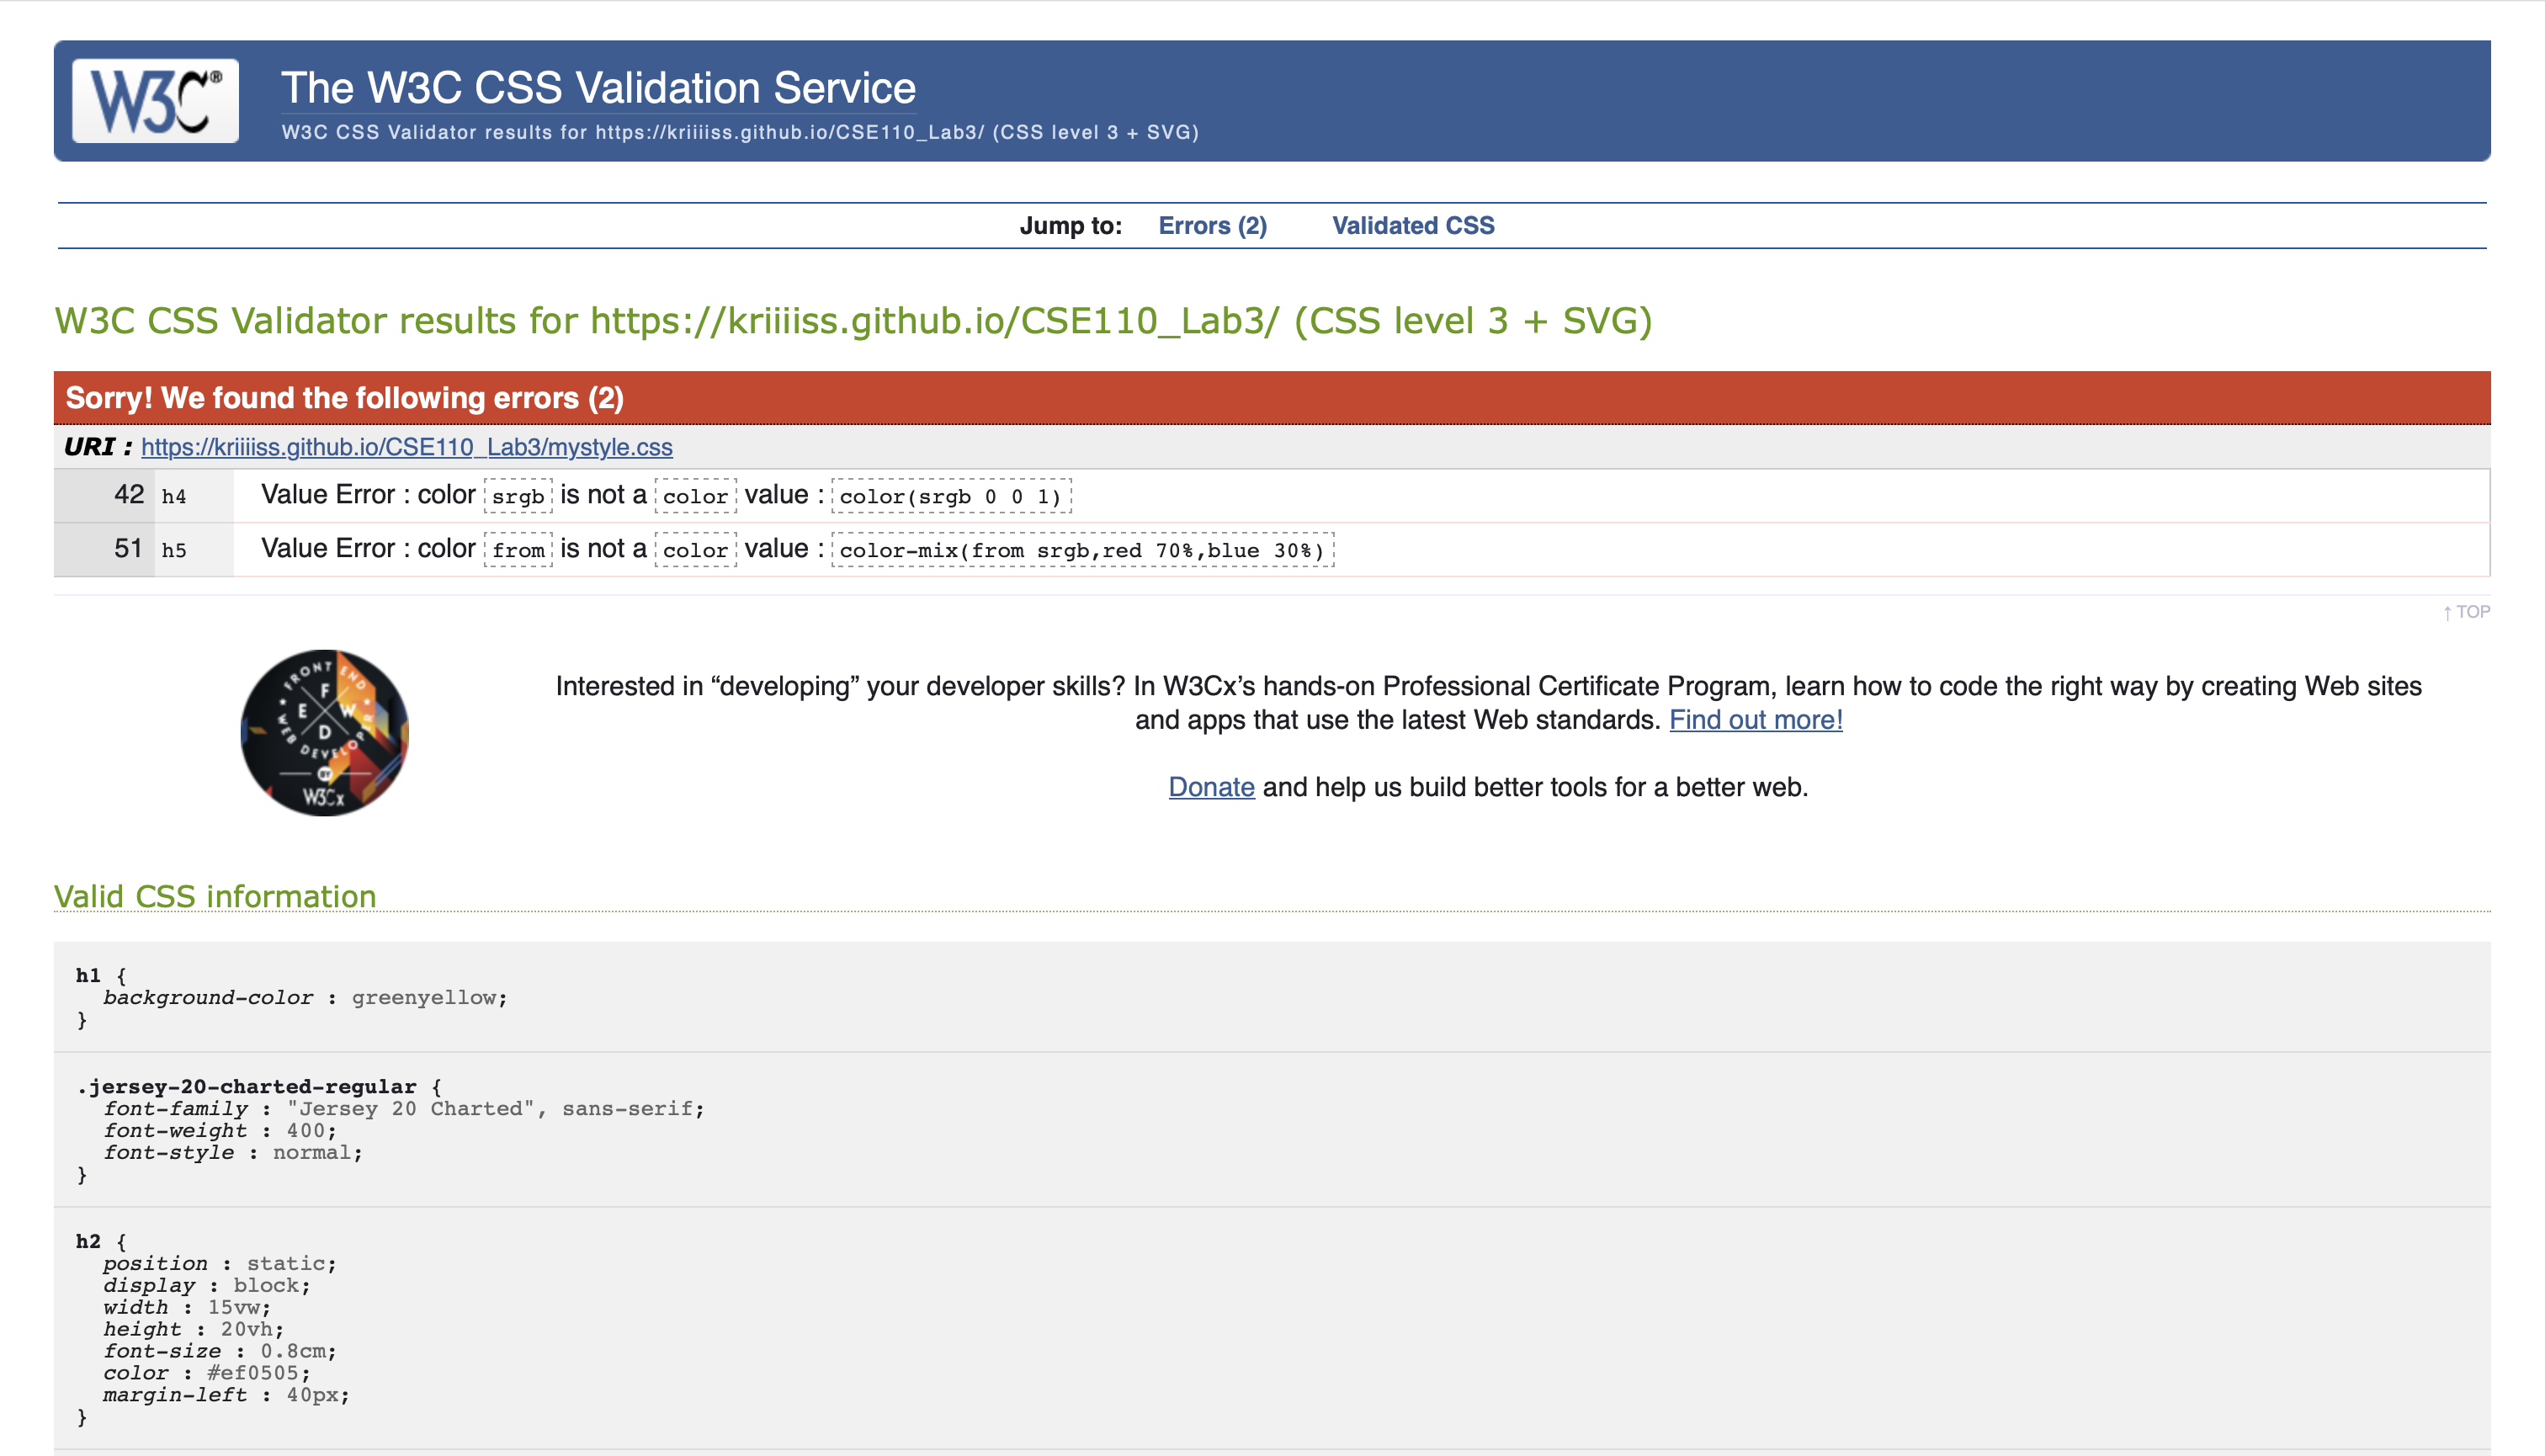 W3C®
The W3C CSS Validation Service
W3C CSS Validator results for https://kriiiiss.github.io/CSE110_Lab3/ (CSS level 3 + SVG)
Jump to: Errors (2) Validated CSS
W3C CSS Validator results for https://kriiiiss.github.io/CSE110_Lab3/ (CSS level 3 + SVG)
Sorry! We found the following errors (2)
URI : https://kriiiiss.github.io/CSE110_Lab3/mystyle.css
42 h4 Value Error : color srgb is not a color value : color(srgb 0 0 1)
51 h5 Value Error : color from is not a color value : color-mix(from srgb,red 70%,blue 30%)
↑ TOP
FRONT END
WEB DEVELOPER
F
E W
D
BY
W3Cx
Interested in “developing” your developer skills? In W3Cx’s hands-on Professional Certificate Program, learn how to code the right way by creating Web sites
and apps that use the latest Web standards. Find out more!
Donate and help us build better tools for a better web.
Valid CSS information
h1 {
background-color : greenyellow;
}
.jersey-20-charted-regular {
font-family : "Jersey 20 Charted", sans-serif;
font-weight : 400;
font-style : normal;
}
h2 {
position : static;
display : block;
width : 15vw;
height : 20vh;
font-size : 0.8cm;
color : #ef0505;
margin-left : 40px;
}